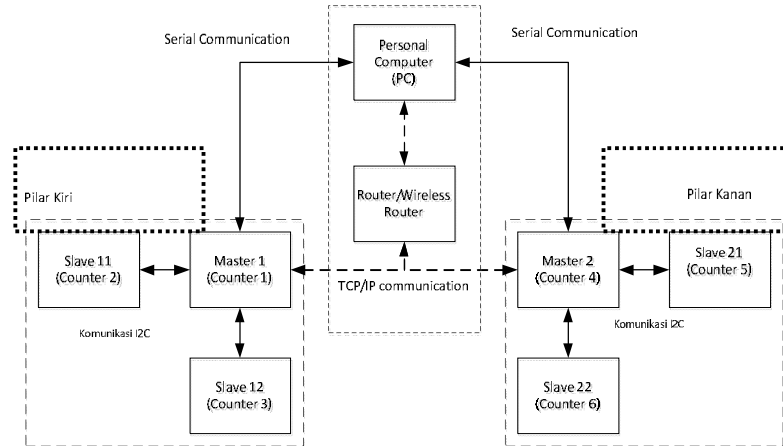 Serial Communication
Personal
Computer
(PC)
Serial Communication
Pilar Kiri
Router/Wireless
Router
Pilar Kanan
Slave 11
(Counter 2)
Master 1
(Counter 1)
TCP/IP communication
Master 2
(Counter 4)
Slave 21
(Counter 5)
Komunikasi I2C
Komunikasi I2C
Slave 12
(Counter 3)
Slave 22
(Counter 6)